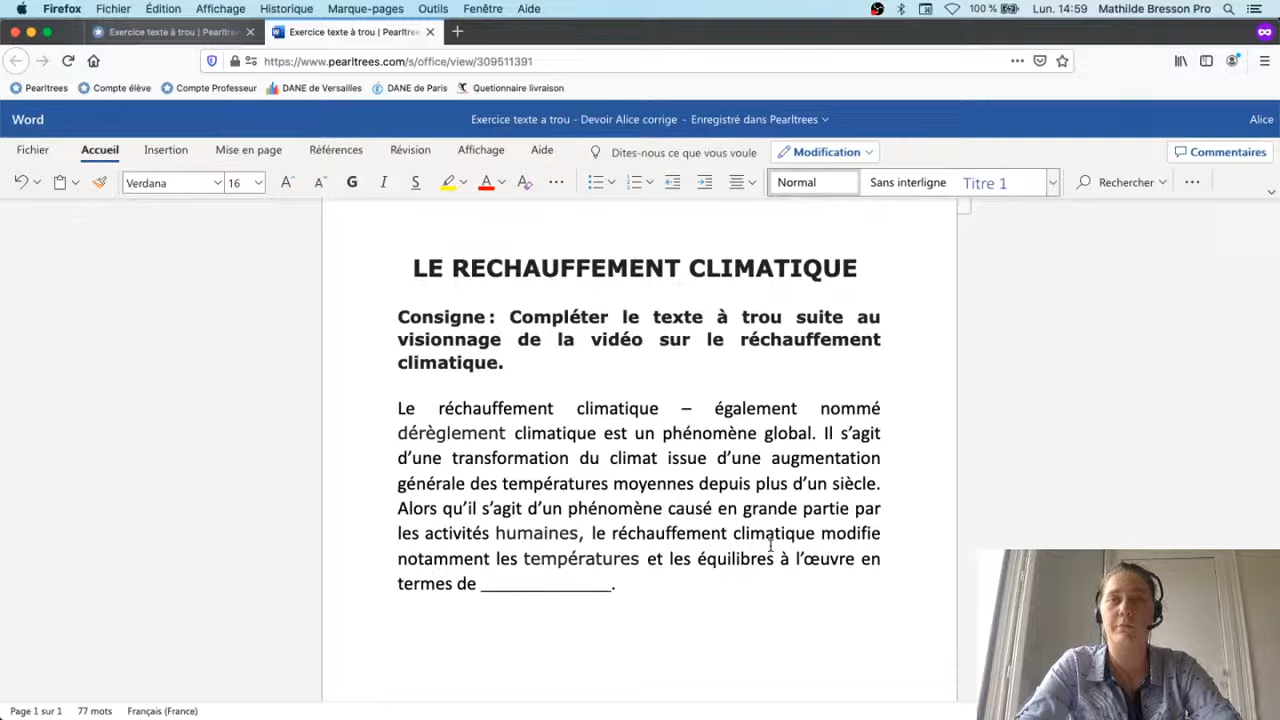 Firefox Fichier Édition Affichage Historique Marque-pages Outils Fenêtre Aide 100 % Lun. 14:59 Mathilde Bresson Pro
Exercice texte à trou | Pearltre Exercice texte à trou | Pearltre
https://www.pearltrees.com/s/office/view/309511391
Pearltrees Compte élève Compte Professeur DANE de Versailles DANE de Paris Quetionnaire livraison
Word Exercice texte a trou - Devoir Alice corrige - Enregistré dans Pearltrees Alice
Fichier Accueil Insertion Mise en page Références Révision Affichage Aide Dites-nous ce que vous voule Modification Commentaires
Verdana 16 A A G I S A A Normal Sans interligne Titre 1 Rechercher
LE RECHAUFFEMENT CLIMATIQUE
Consigne : Compléter le texte à trou suite au
visionnage de la vidéo sur le réchauffement
climatique.
Le réchauffement climatique – également nommé
dérèglement climatique est un phénomène global. Il s’agit
d’une transformation du climat issue d’une augmentation
générale des températures moyennes depuis plus d’un siècle.
Alors qu’il s’agit d’un phénomène causé en grande partie par
les activités humaines, le réchauffement climatique modifie
notamment les températures et les équilibres à l’œuvre en
termes de _______________.
Page 1 sur 1 77 mots Français (France)